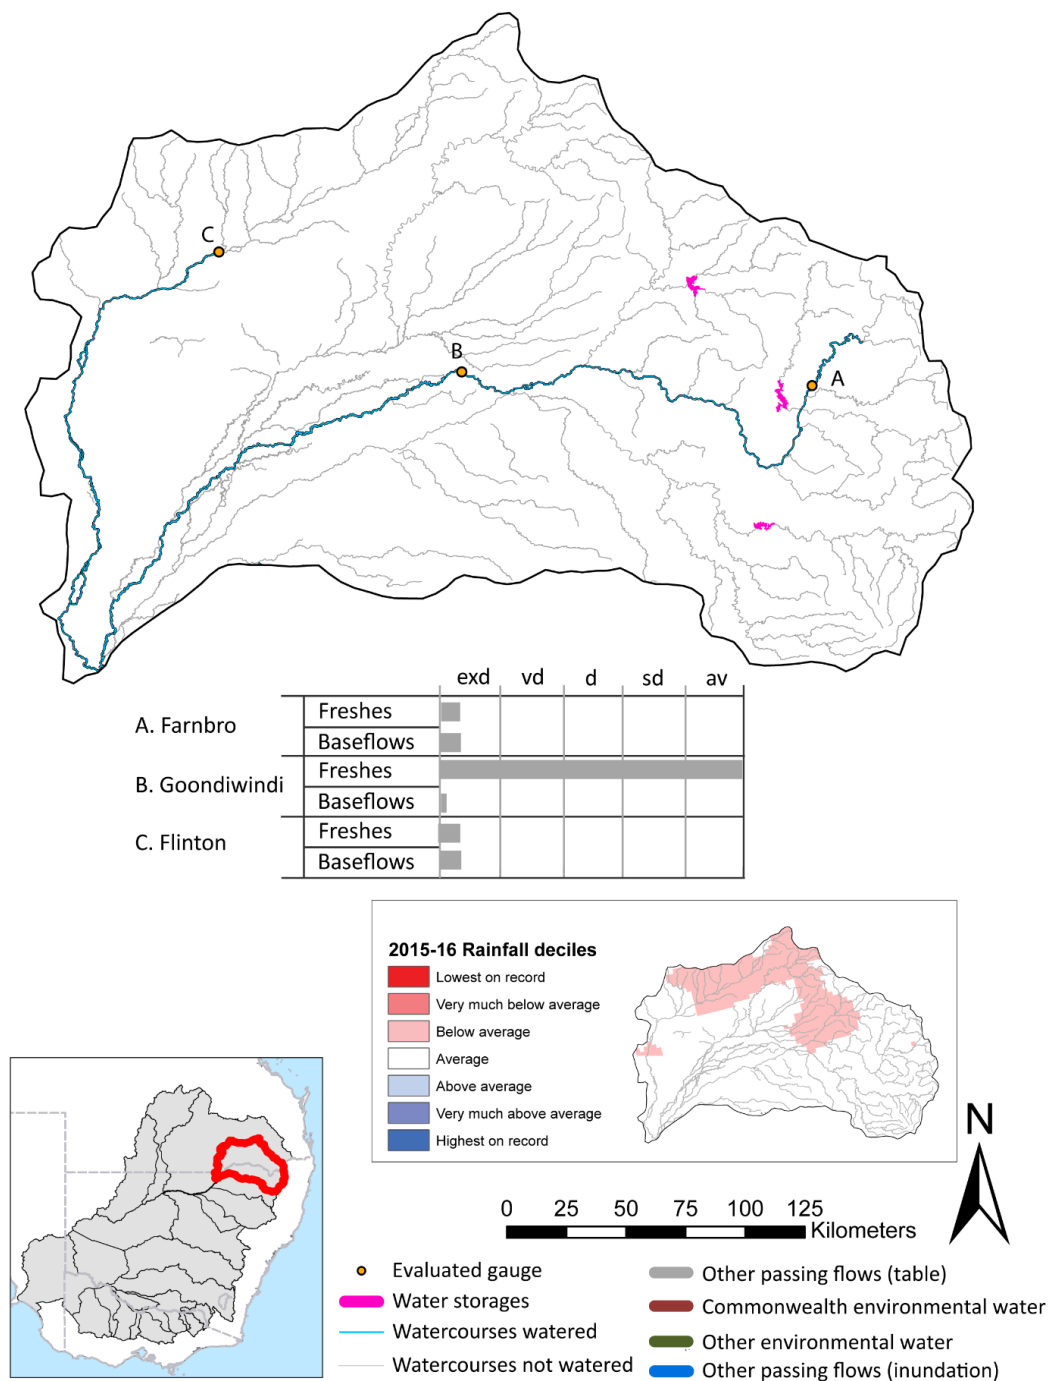 C
B
A
exd vd d sd av
A. Farnbro
Freshes
Baseflows
B. Goondiwindi
Freshes
Baseflows
C. Flinton
Freshes
Baseflows
2015-16 Rainfall deciles
Lowest on record
Very much below average
Below average
Average
Above average
Very much above average
Highest on record
N
0 25 50 75 100 125
Kilometers
Evaluated gauge
Water storages
Watercourses watered
Watercourses not watered
Other passing flows (table)
Commonwealth environmental water
Other environmental water
Other passing flows (inundation)